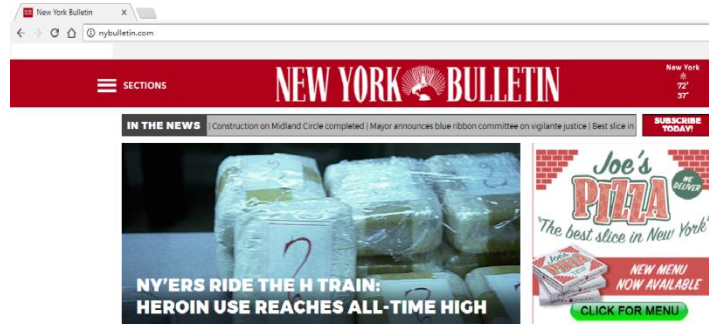 New York Bulletin
nybulletin.com
SECTIONS
NEW YORK BULLETIN
New York
72°
57°
IN THE NEWS
| Construction on Midland Circle completed | Mayor announces blue ribbon committee on vigilante justice | Best slice in
SUBSCRIBE
TODAY!
NY'ERS RIDE THE H TRAIN:
HEROIN USE REACHES ALL-TIME HIGH
Joe's
PIZZA
WE
DELIVER
"The best slice in New York"
NEW MENU
NOW AVAILABLE
CLICK FOR MENU